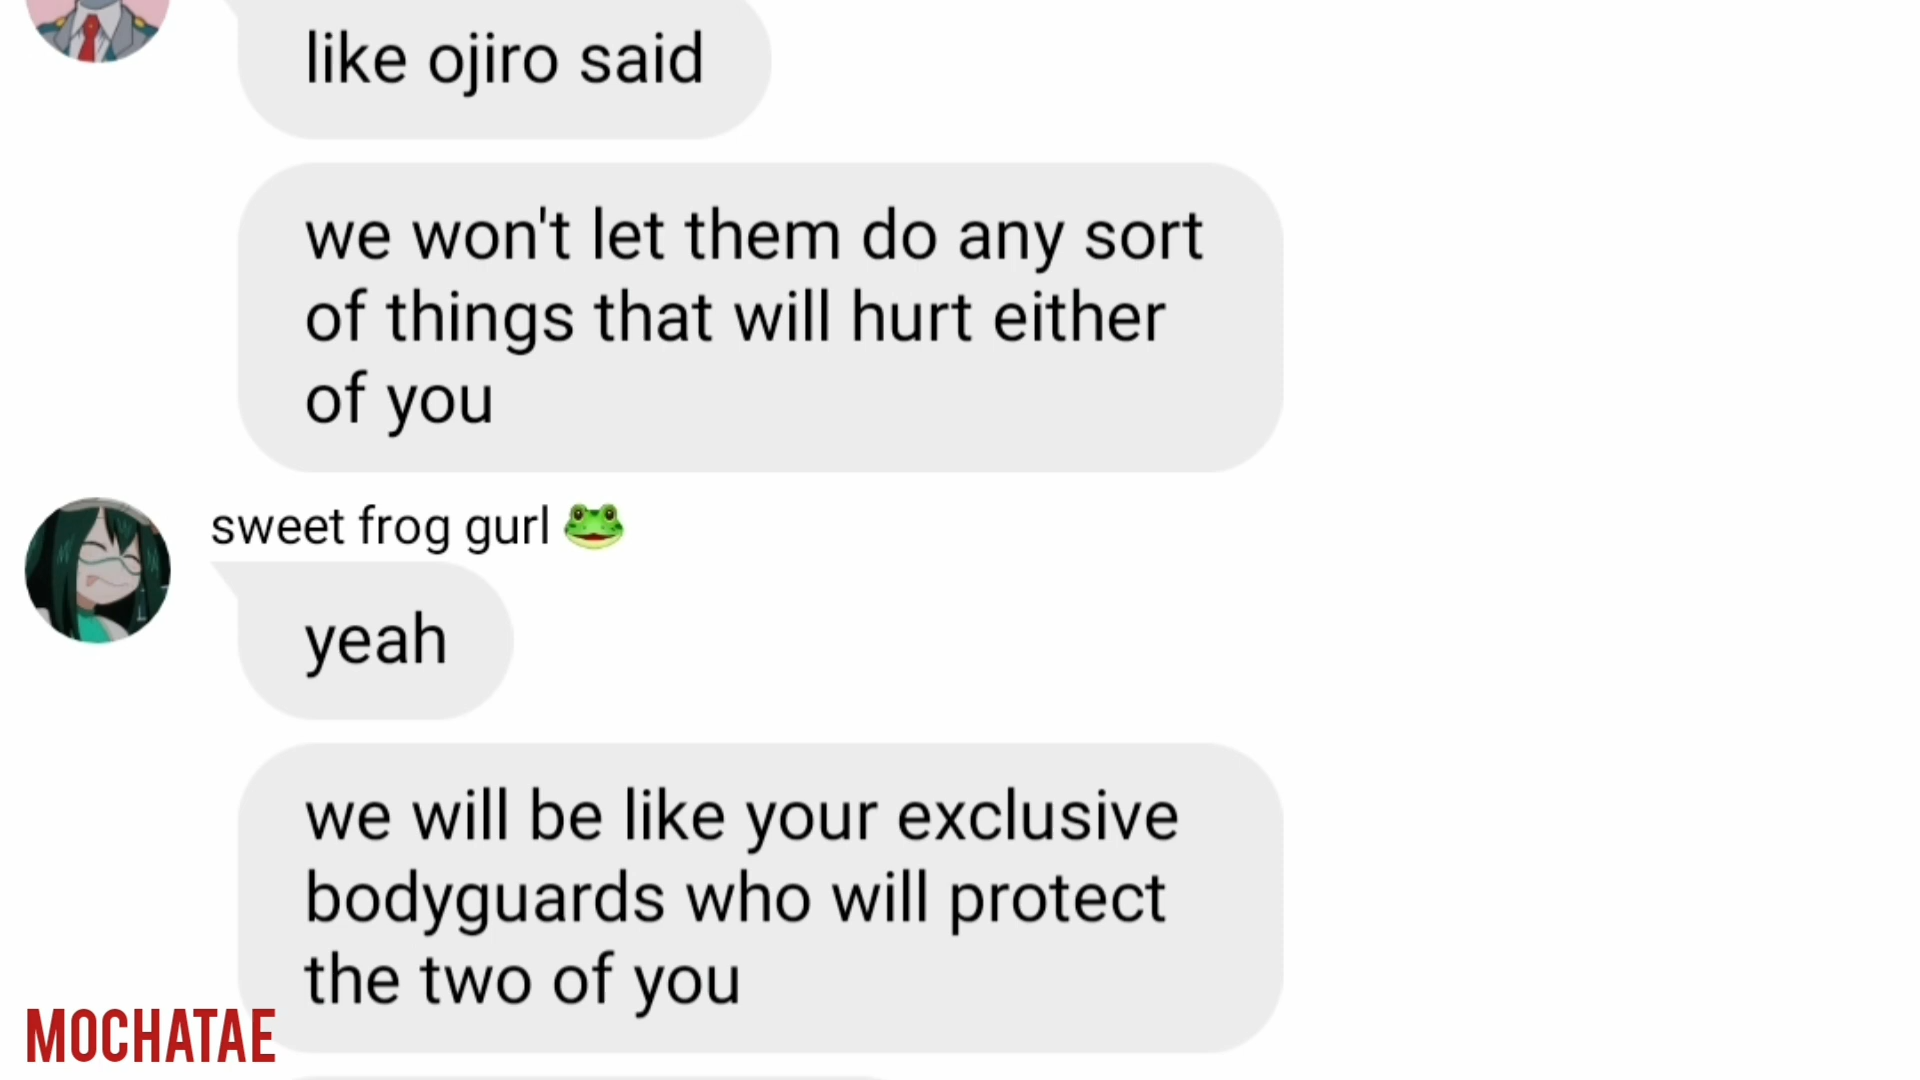 like ojiro said
we won't let them do any sort
of things that will hurt either
of you
sweet frog gurl 🐸
yeah
we will be like your exclusive
bodyguards who will protect
the two of you
MOCHATAE